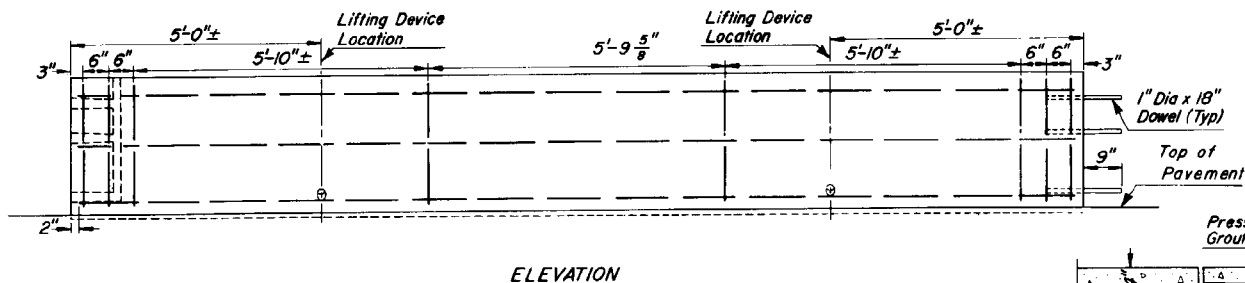 Lifting Device
Location
Lifting Device
Location
5'-0"±
5'-0"±
3"
6"
6"
5'-10"±
5'-9 5/8"
5'-10"±
6"
6"
3"
1" Dia x 18"
Dowel (Typ)
9"
Top of
Pavement
2"
ELEVATION